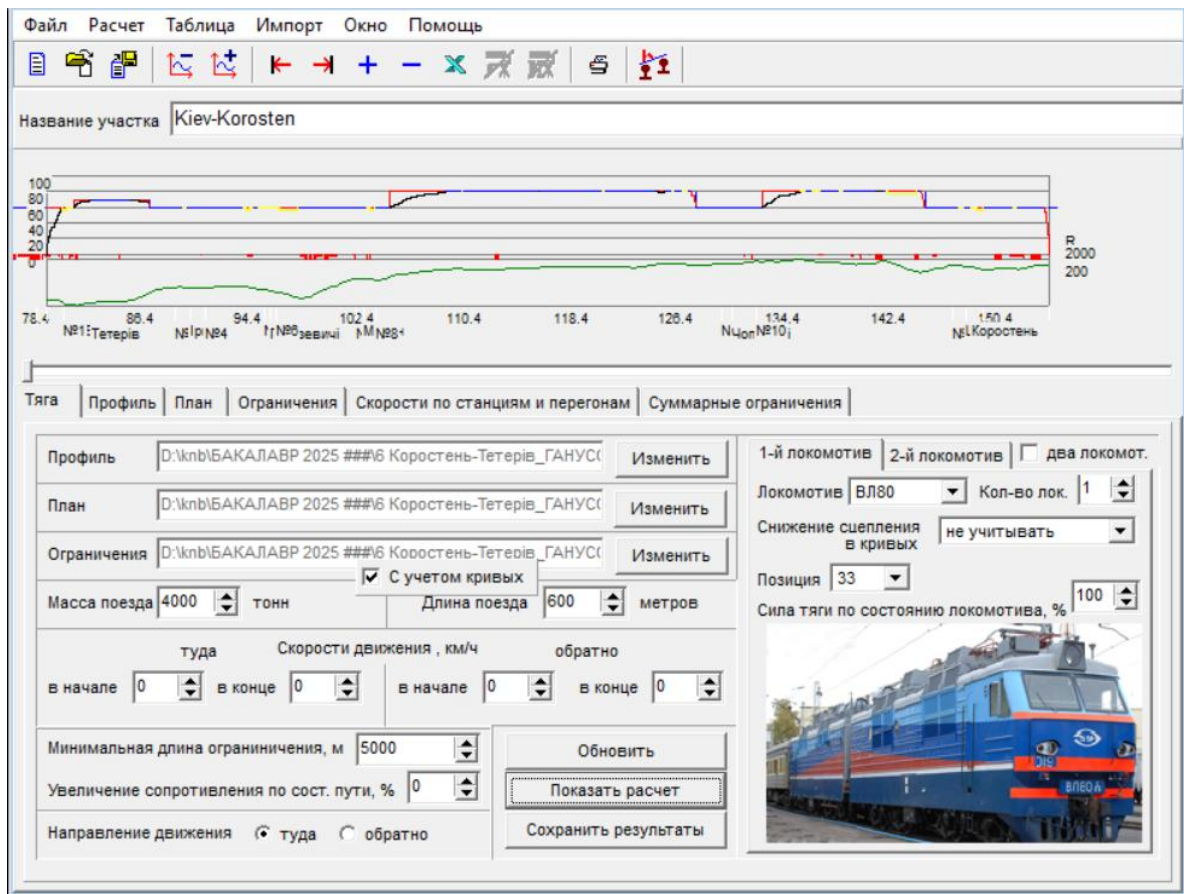 Файл Расчет Таблица Импорт Окно Помощь
Название участка Kiev-Korosten
100
80
60
40
20
0
R
2000
200
78.4 86.4 94.4 102.4 110.4 118.4 126.4 134.4 142.4 150.4
Тетерів №4 №6 зевичі №8 №10 Коростень
Тяга Профиль План Ограничения Скорости по станциям и перегонам Суммарные ограничения
Профиль D:\knb\БАКАЛАВР 2025 ###\6 Коростень-Тетерів_ГАНУС( Изменить
План D:\knb\БАКАЛАВР 2025 ###\6 Коростень-Тетерів_ГАНУС( Изменить
Ограничения D:\knb\БАКАЛАВР 2025 ###\6 Коростень-Тетерів_ГАНУС( Изменить
С учетом кривых
Масса поезда 4000 тонн Длина поезда 600 метров
туда Скорости движения , км/ч обратно
в начале 0 в конце 0 в начале 0 в конце 0
Минимальная длина ограниничения, м 5000
Увеличение сопротивления по сост. пути, % 0
Направление движения туда обратно
Обновить
Показать расчет
Сохранить результаты
1-й локомотив 2-й локомотив два локомот.
Локомотив ВЛ80 Кол-во лок. 1
Снижение сцепления в кривых не учитывать
Позиция 33
Сила тяги по состоянию локомотива, % 100